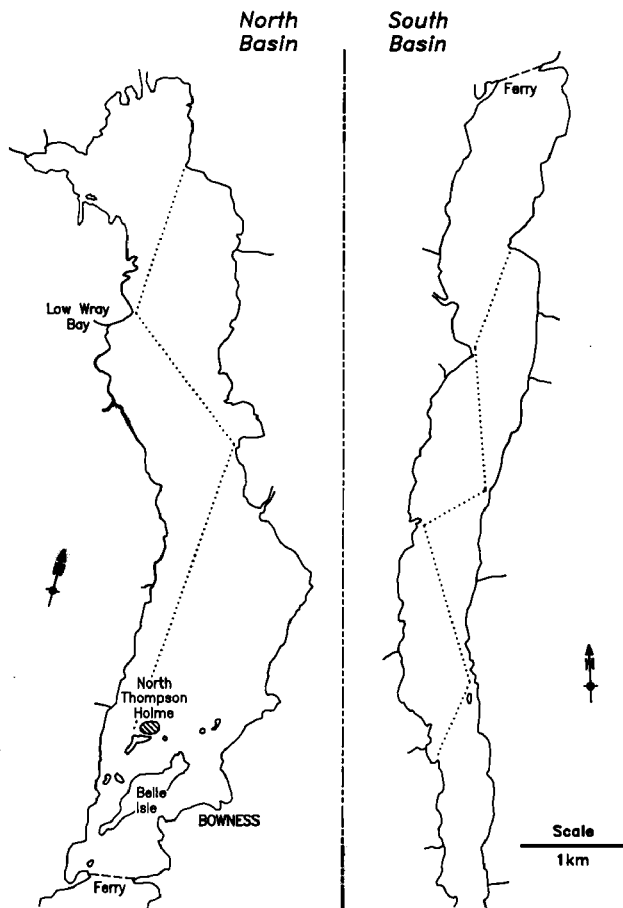 North
Basin
South
Basin
Ferry
Low Wray
Bay
North
Thompson
Holme
N
Belle
Isle
BOWNESS
Scale
1km
Ferry